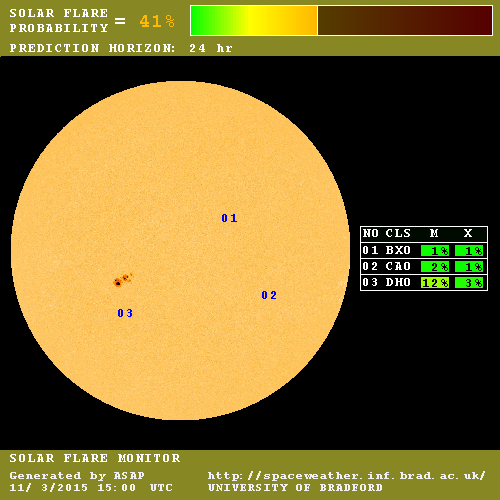 SOLAR FLARE
PROBABILITY = 41%
PREDICTION HORIZON: 24 hr
01
02
03
NO CLS M X
01 BXO 1% 1%
02 CAO 2% 1%
03 DHO 12% 3%
SOLAR FLARE MONITOR
Generated by ASAP http://spaceweather.inf.brad.ac.uk/
11/ 3/2015 15:00 UTC UNIVERSITY OF BRADFORD